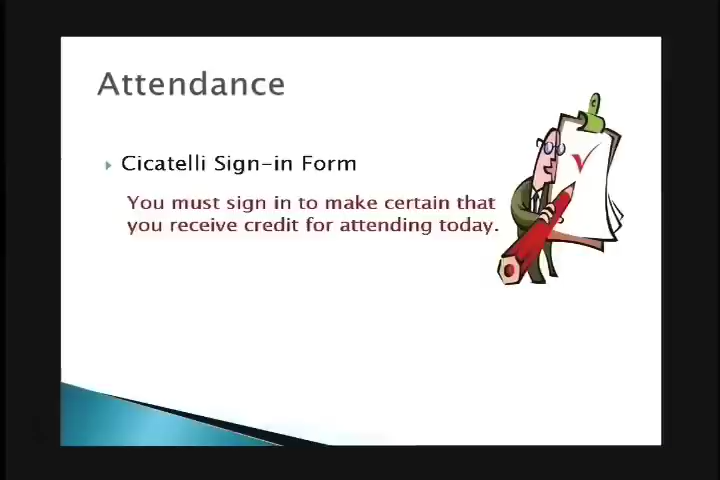 Attendance
Cicatelli Sign-in Form
You must sign in to make certain that
you receive credit for attending today.